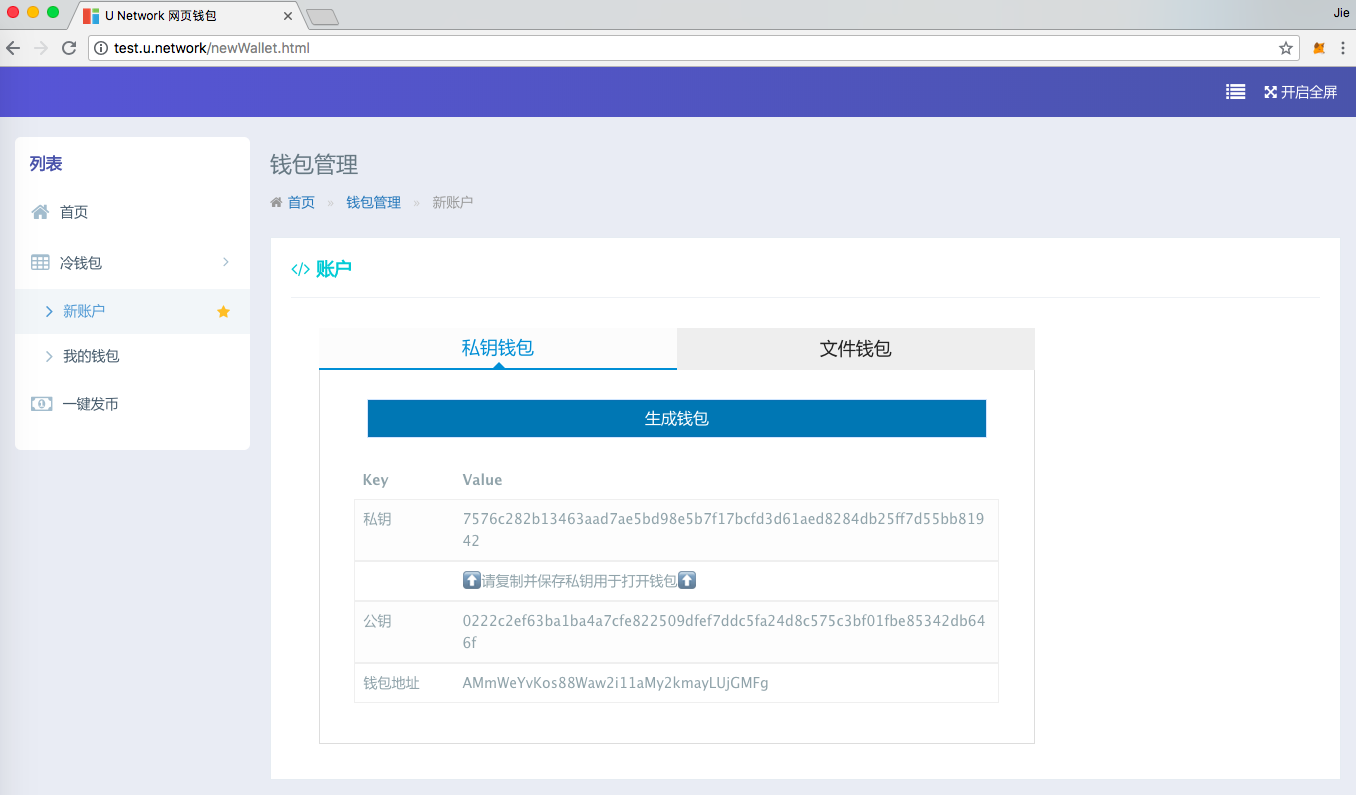 U Network 网页钱包
Jie
test.u.network/newWallet.html
开启全屏
列表
首页
冷钱包
新账户
我的钱包
一键发币
钱包管理
首页 » 钱包管理 » 新账户
</> 账户
私钥钱包 文件钱包
生成钱包
Key Value
私钥 7576c282b13463aad7ae5bd98e5b7f17bcfd3d61aed8284db25ff7d55bb819
42
⬆️请复制并保存私钥用于打开钱包⬆️
公钥 0222c2ef63ba1ba4a7cfe822509dfef7ddc5fa24d8c575c3bf01fbe85342db64
6f
钱包地址 AMmWeYvKos88Waw2i11aMy2kmayLUjGMFg